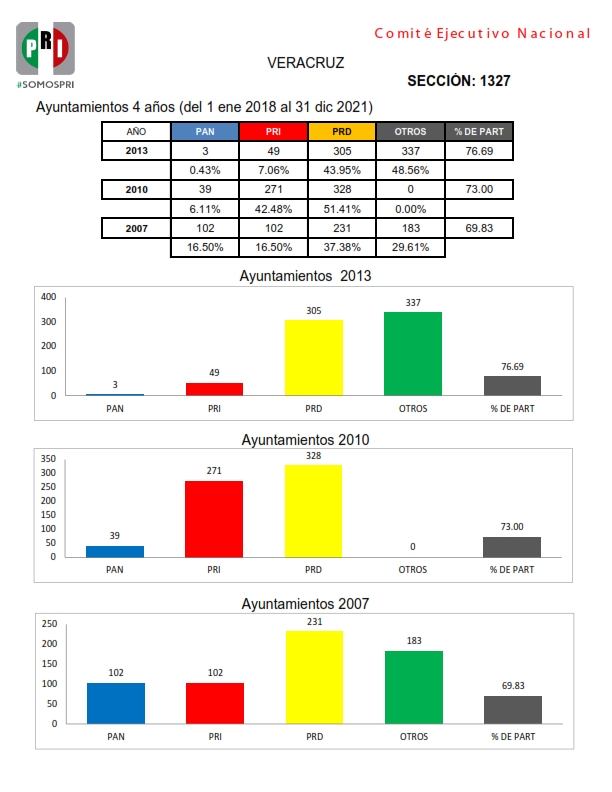 Comité Ejecutivo Nacional
PRI
#SOMOSPRI
VERACRUZ
SECCIÓN: 1327
Ayuntamientos 4 años (del 1 ene 2018 al 31 dic 2021)
AÑO PAN PRI PRD OTROS % DE PART
2013 3 49 305 337 76.69
0.43% 7.06% 43.95% 48.56%
2010 39 271 328 0 73.00
6.11% 42.48% 51.41% 0.00%
2007 102 102 231 183 69.83
16.50% 16.50% 37.38% 29.61%
Ayuntamientos 2013
400
300
200
100
0
3 49 305 337 76.69
PAN PRI PRD OTROS % DE PART
Ayuntamientos 2010
350
300
250
200
150
100
50
0
39 271 328 0 73.00
PAN PRI PRD OTROS % DE PART
Ayuntamientos 2007
250
200
150
100
50
0
102 102 231 183 69.83
PAN PRI PRD OTROS % DE PART